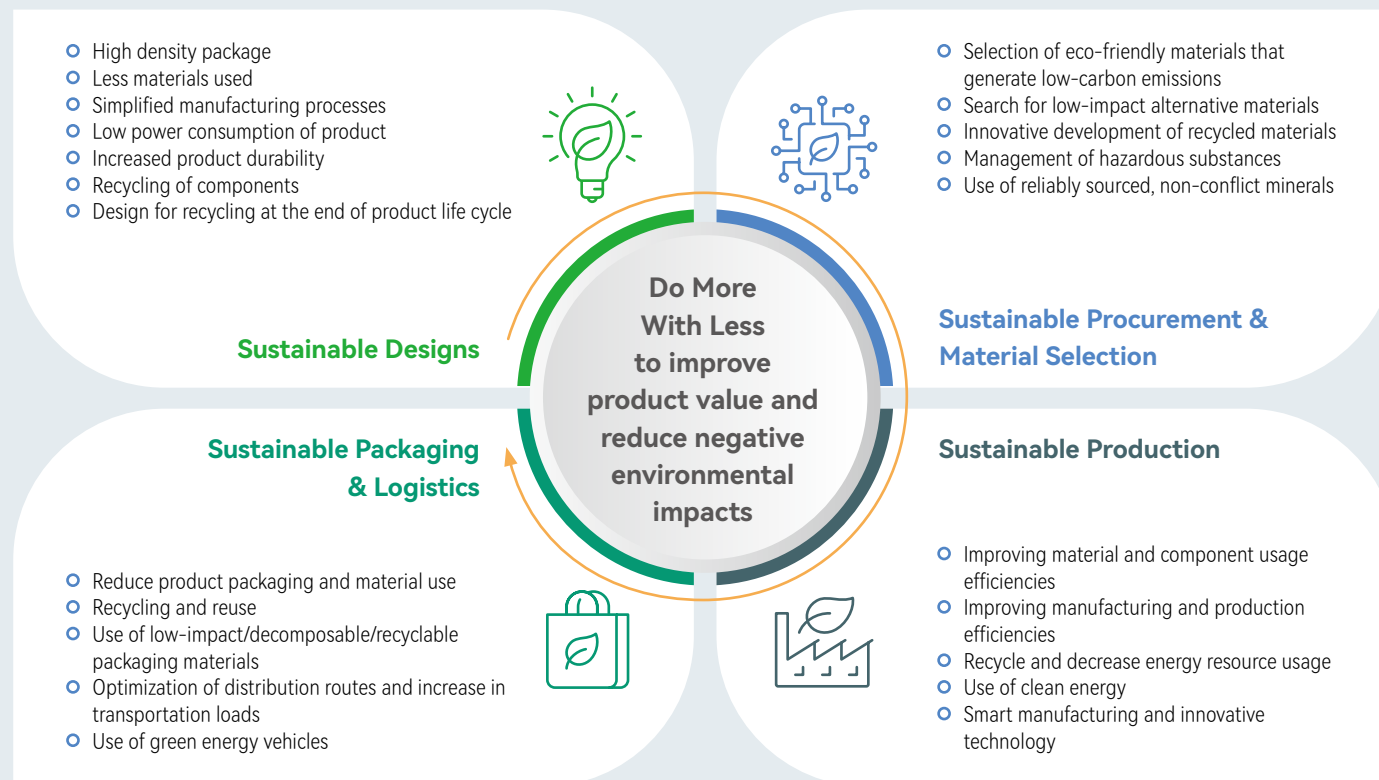 High density package
Less materials used
Simplified manufacturing processes
Low power consumption of product
Increased product durability
Recycling of components
Design for recycling at the end of product life cycle
Sustainable Designs
Selection of eco-friendly materials that
generate low-carbon emissions
Search for low-impact alternative materials
Innovative development of recycled materials
Management of hazardous substances
Use of reliably sourced, non-conflict minerals
Sustainable Procurement &
Material Selection
Do More
With Less
to improve
product value and
reduce negative
environmental
impacts
Sustainable Packaging
& Logistics
Reduce product packaging and material use
Recycling and reuse
Use of low-impact/decomposable/recyclable
packaging materials
Optimization of distribution routes and increase in
transportation loads
Use of green energy vehicles
Sustainable Production
Improving material and component usage
efficiencies
Improving manufacturing and production
efficiencies
Recycle and decrease energy resource usage
Use of clean energy
Smart manufacturing and innovative
technology